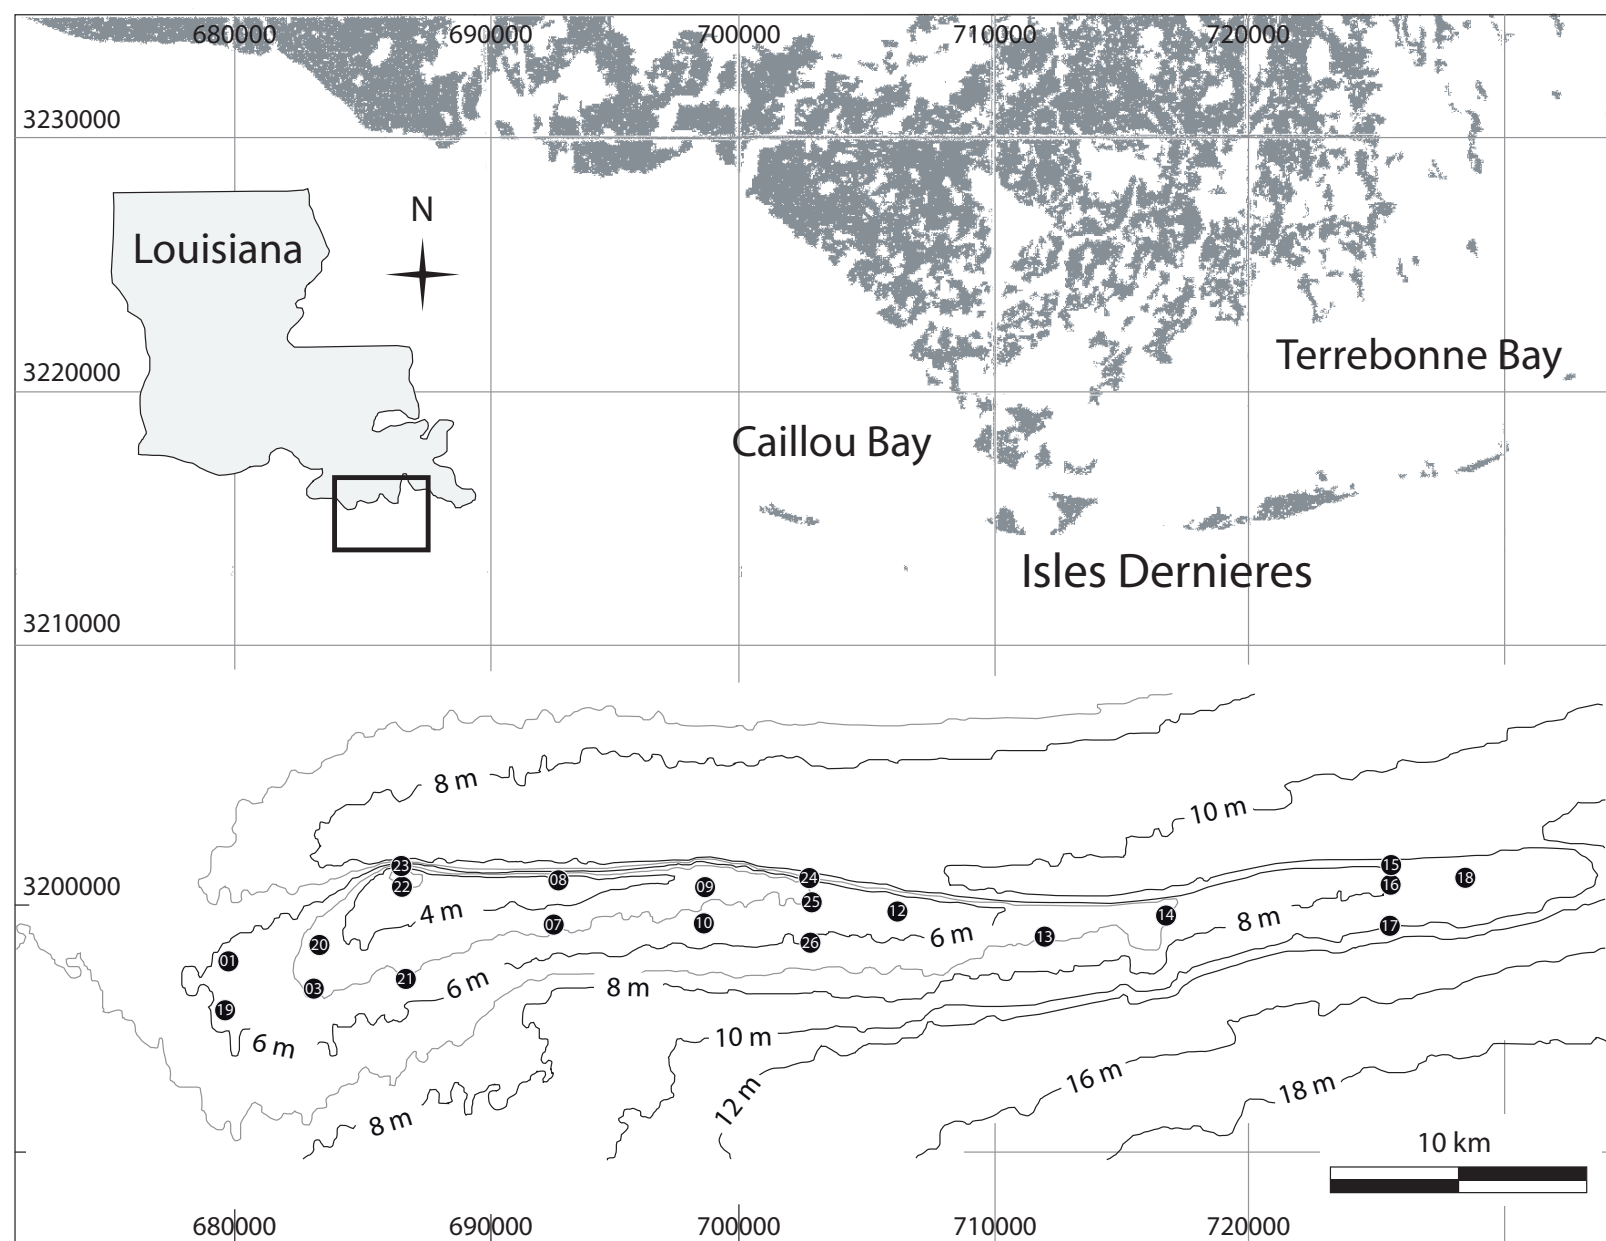 680000 690000 700000 710000 720000
3230000
N
Louisiana
Terrebonne Bay
3220000
Caillou Bay
Isles Dernieres
3210000
8 m
10 m
23
22
08
09
24
25
15
16
18
3200000
4 m
07
10
12
26
6 m
13
14
8 m
17
20
01
03
21
19
6 m
8 m
6 m
10 m
12 m
16 m
18 m
8 m
10 km
680000 690000 700000 710000 720000